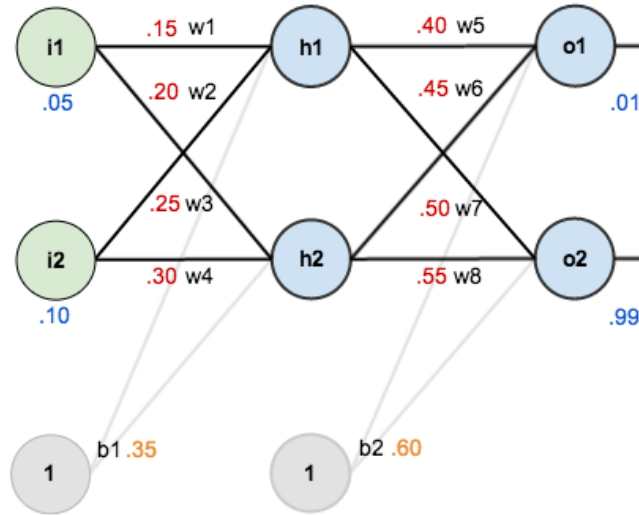 .15 w1
.40 w5
i1
h1
o1
.20 w2
.45 w6
.05
.01
.25 w3
.50 w7
i2
h2
o2
.30 w4
.55 w8
.10
.99
b1 .35
b2 .60
1
1